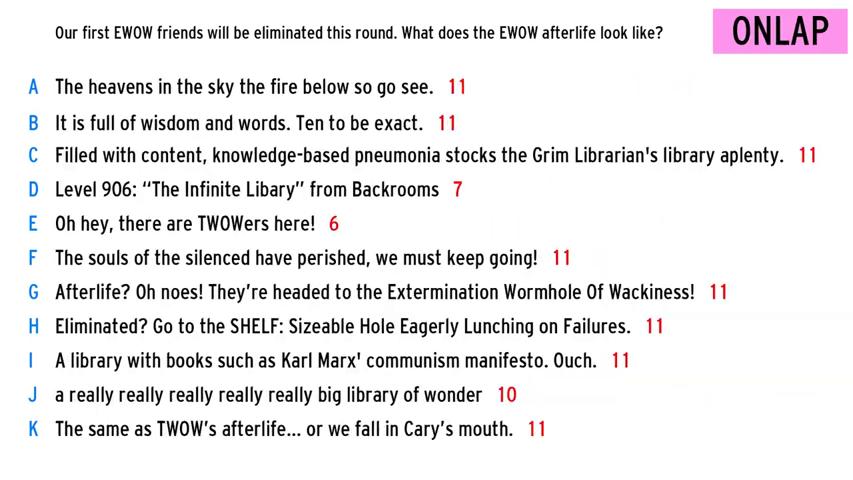 Our first EWOW friends will be eliminated this round. What does the EWOW afterlife look like?
ONLAP
A The heavens in the sky the fire below so go see. 11
B It is full of wisdom and words. Ten to be exact. 11
C Filled with content, knowledge-based pneumonia stocks the Grim Librarian's library aplenty. 11
D Level 906: “The Infinite Libary” from Backrooms 7
E Oh hey, there are TWOWers here! 6
F The souls of the silenced have perished, we must keep going! 11
G Afterlife? Oh noes! They’re headed to the Extermination Wormhole Of Wackiness! 11
H Eliminated? Go to the SHELF: Sizeable Hole Eagerly Lunching on Failures. 11
I A library with books such as Karl Marx' communism manifesto. Ouch. 11
J a really really really really really big library of wonder 10
K The same as TWOW’s afterlife... or we fall in Cary’s mouth. 11